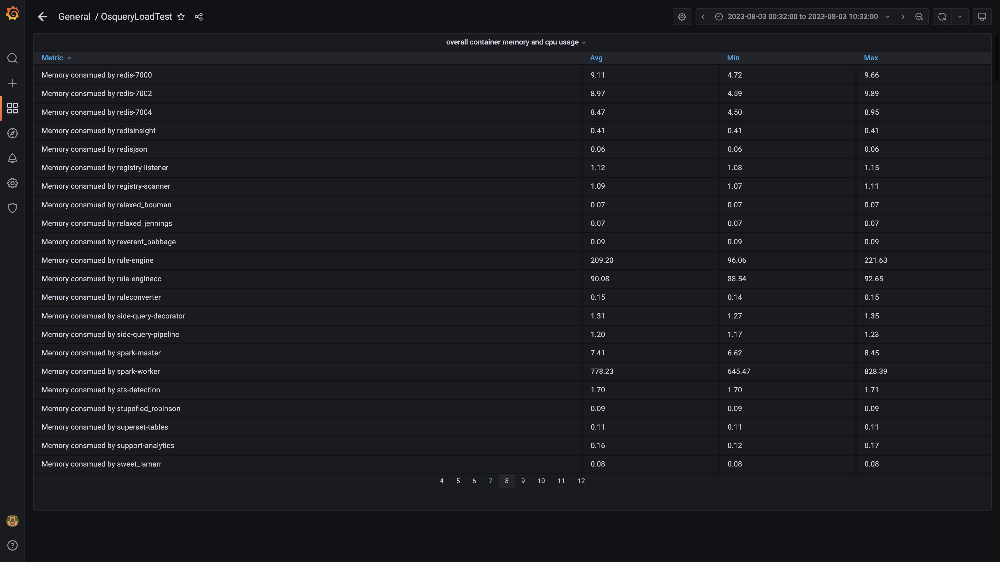 General / OsqueryLoadTest
2023-08-03 00:32:00 to 2023-08-03 10:32:00
overall container memory and cpu usage
Metric Avg Min Max
Memory consmued by redis-7000 9.11 4.72 9.66
Memory consmued by redis-7002 8.97 4.59 9.89
Memory consmued by redis-7004 8.47 4.50 8.95
Memory consmued by redisinsight 0.41 0.41 0.41
Memory consmued by redisjson 0.06 0.06 0.06
Memory consmued by registry-listener 1.12 1.08 1.15
Memory consmued by registry-scanner 1.09 1.07 1.11
Memory consmued by relaxed_bouman 0.07 0.07 0.07
Memory consmued by relaxed_jennings 0.07 0.07 0.07
Memory consmued by reverent_babbage 0.09 0.09 0.09
Memory consmued by rule-engine 209.20 96.06 221.63
Memory consmued by rule-enginecc 90.08 88.54 92.65
Memory consmued by ruleconverter 0.15 0.14 0.15
Memory consmued by side-query-decorator 1.31 1.27 1.35
Memory consmued by side-query-pipeline 1.20 1.17 1.23
Memory consmued by spark-master 7.41 6.62 8.45
Memory consmued by spark-worker 778.23 645.47 828.39
Memory consmued by sts-detection 1.70 1.70 1.71
Memory consmued by stupefied_robinson 0.09 0.09 0.09
Memory consmued by superset-tables 0.11 0.11 0.11
Memory consmued by support-analytics 0.16 0.12 0.17
Memory consmued by sweet_lamarr 0.08 0.08 0.08
4 5 6 7 8 9 10 11 12